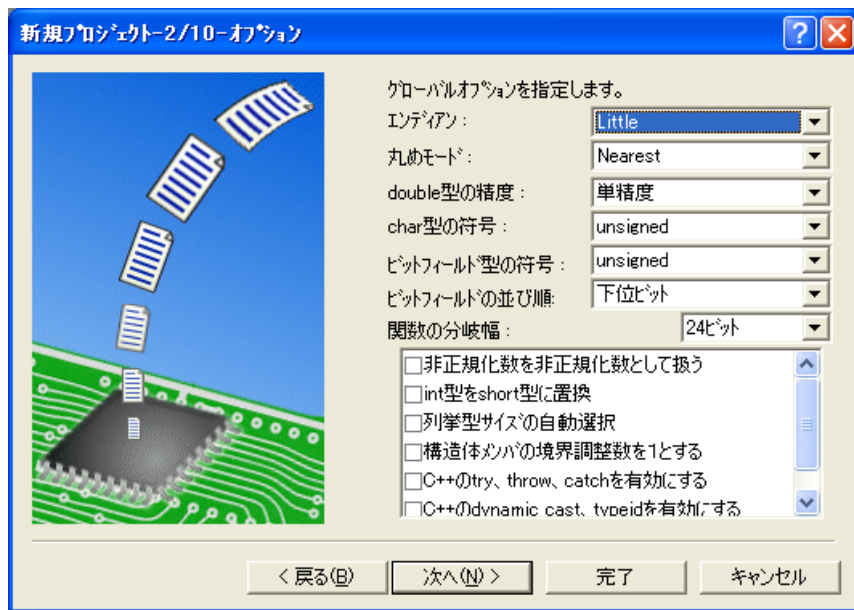 新規ﾌﾟﾛｼﾞｪｸﾄ-2/10-ｵﾌﾟｼｮﾝ
ｸﾞﾛｰﾊﾞﾙｵﾌﾟｼｮﾝを指定します。
ｴﾝﾃﾞｨｱﾝ : Little
丸めﾓｰﾄﾞ : Nearest
double型の精度 : 単精度
char型の符号 : unsigned
ﾋﾞｯﾄﾌｨｰﾙﾄﾞ型の符号 : unsigned
ﾋﾞｯﾄﾌｨｰﾙﾄﾞの並び順: 下位ﾋﾞｯﾄ
関数の分岐幅 : 24ﾋﾞｯﾄ
非正規化数を非正規化数として扱う
int型をshort型に置換
列挙型ｻｲｽﾞの自動選択
構造体ﾒﾝﾊﾞの境界調整数を1とする
C++のtry、throw、catchを有効にする
C++のdynamic_cast、typeidを有効にする
< 戻る(B) 次へ(N) > 完了 キャンセル